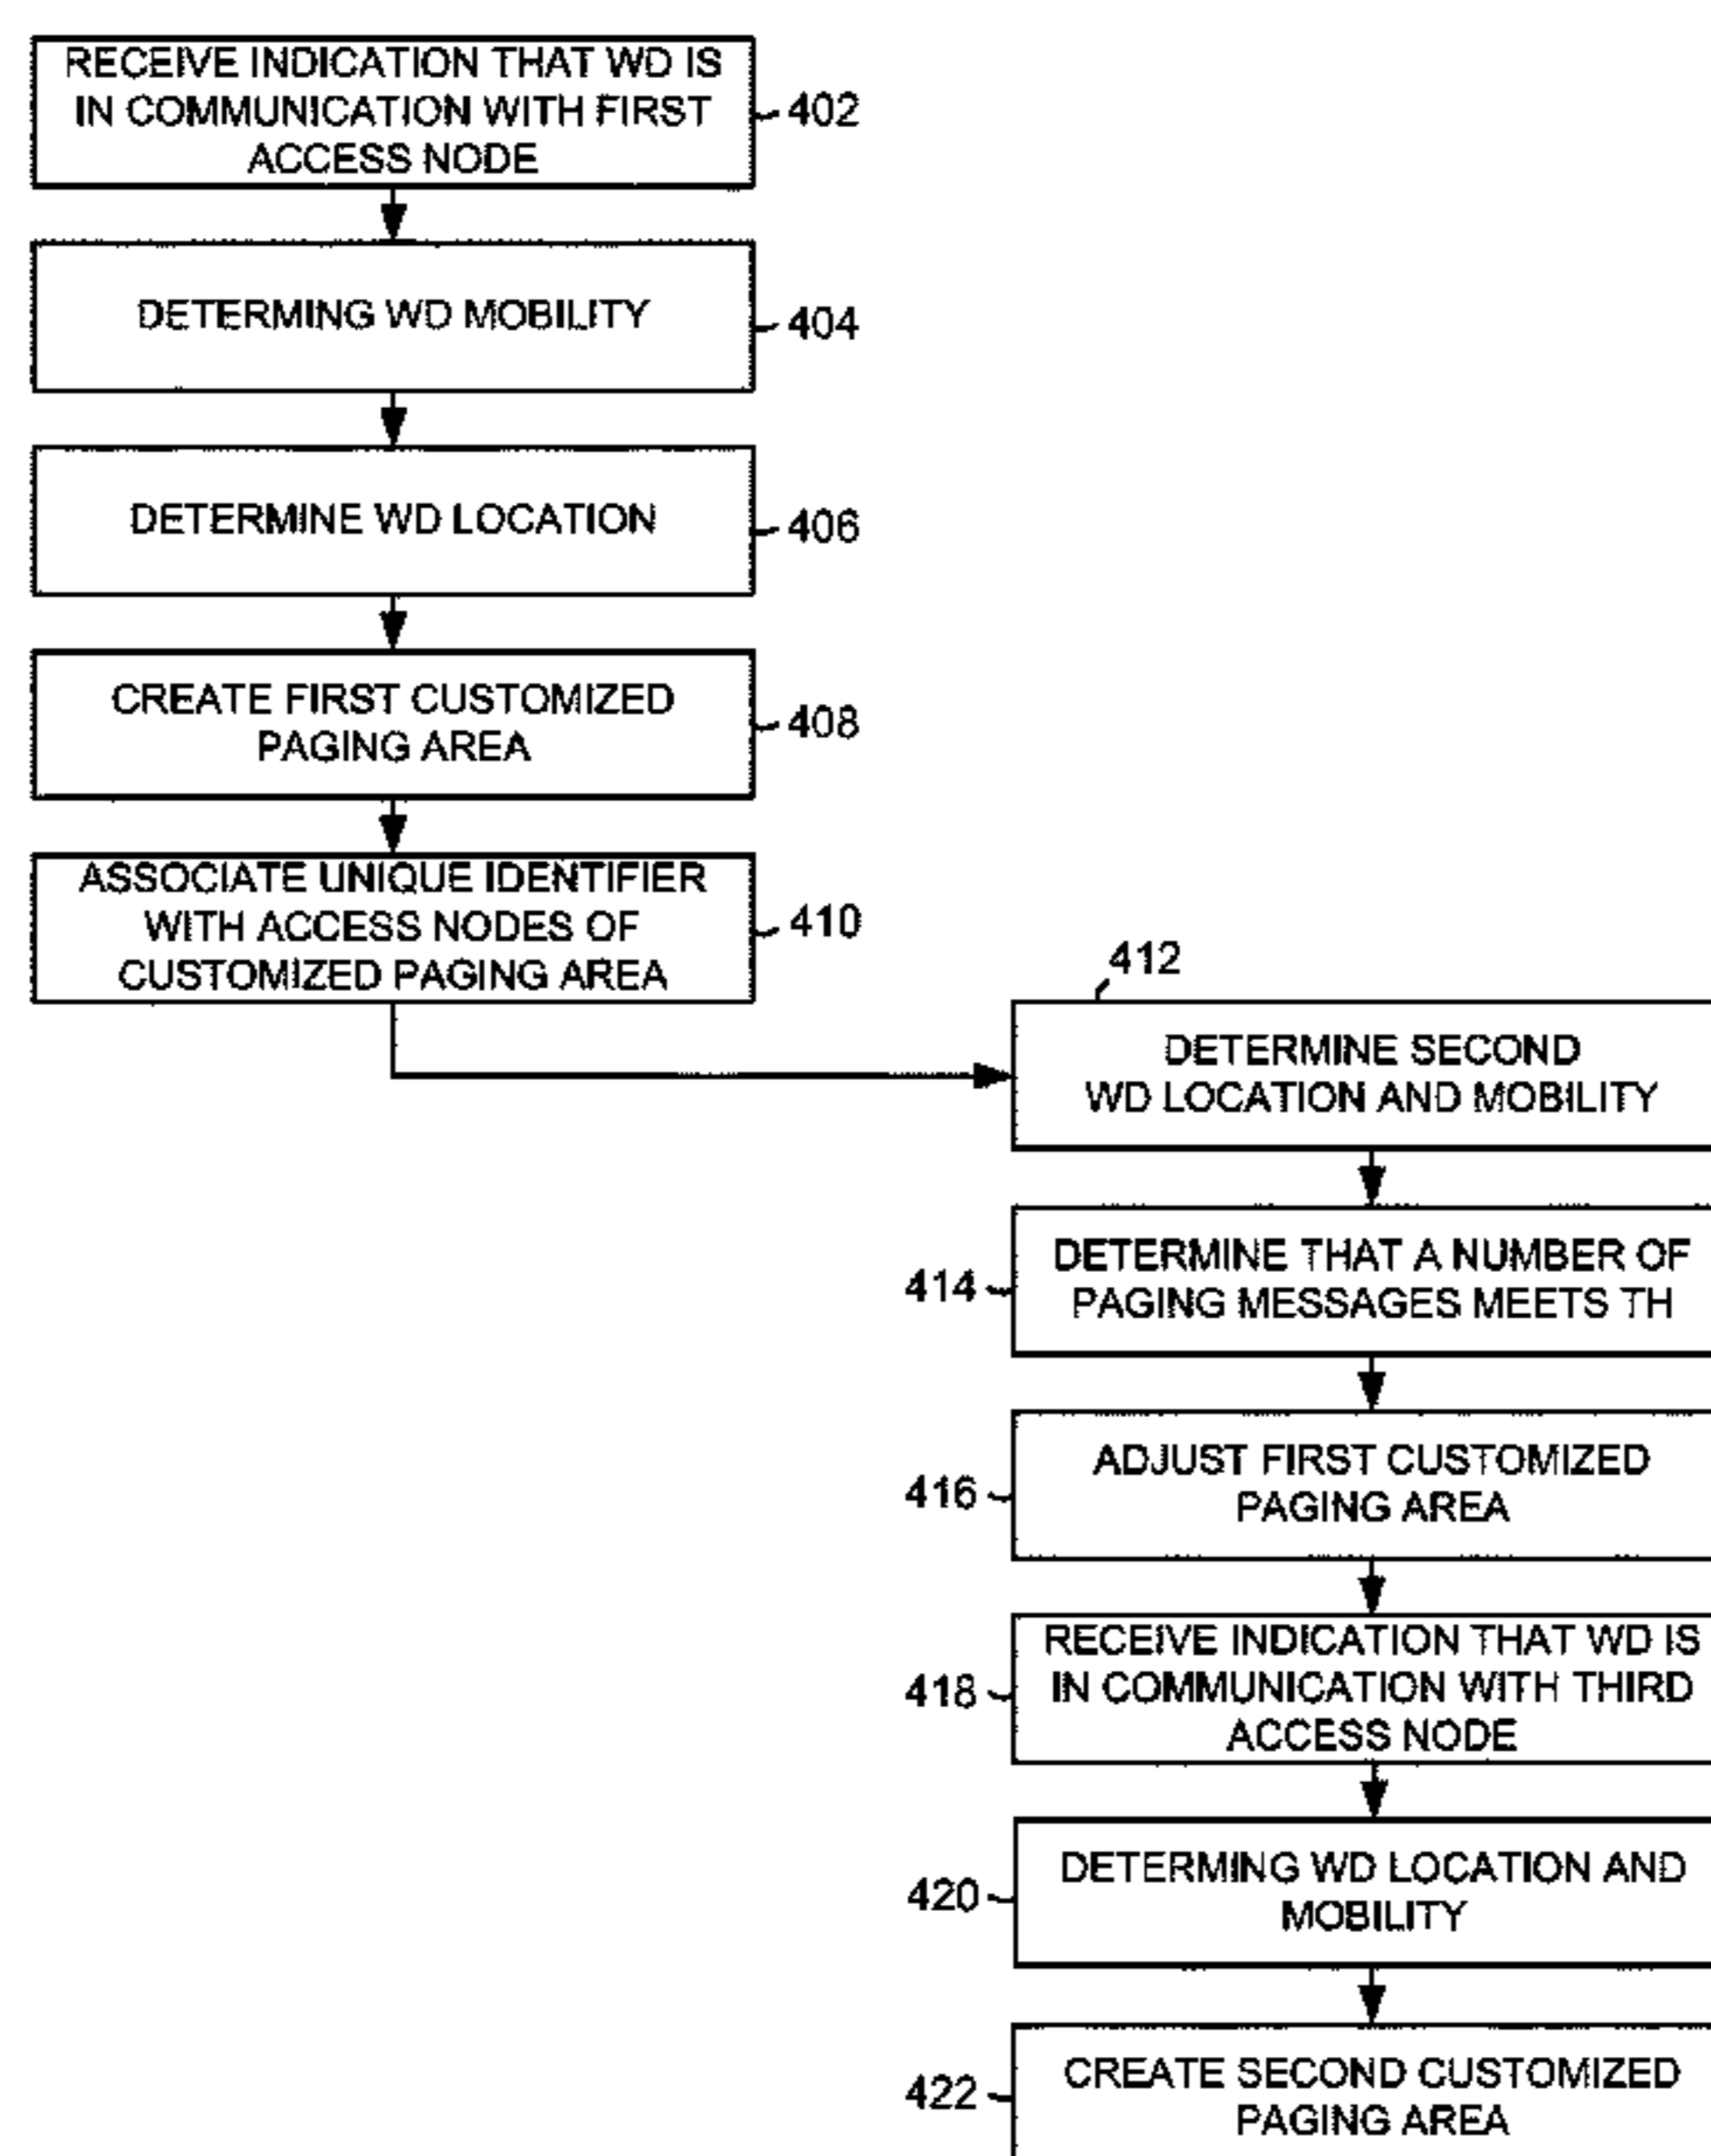 RECEIVE INDICATION THAT WD IS
IN COMMUNICATION WITH FIRST
ACCESS NODE
402
DETERMING WD MOBILITY
404
DETERMINE WD LOCATION
406
CREATE FIRST CUSTOMIZED
PAGING AREA
408
ASSOCIATE UNIQUE IDENTIFIER
WITH ACCESS NODES OF
CUSTOMIZED PAGING AREA
410
412
DETERMINE SECOND
WD LOCATION AND MOBILITY
414
DETERMINE THAT A NUMBER OF
PAGING MESSAGES MEETS TH
416
ADJUST FIRST CUSTOMIZED
PAGING AREA
418
RECEIVE INDICATION THAT WD IS
IN COMMUNICATION WITH THIRD
ACCESS NODE
420
DETERMING WD LOCATION AND
MOBILITY
422
CREATE SECOND CUSTOMIZED
PAGING AREA